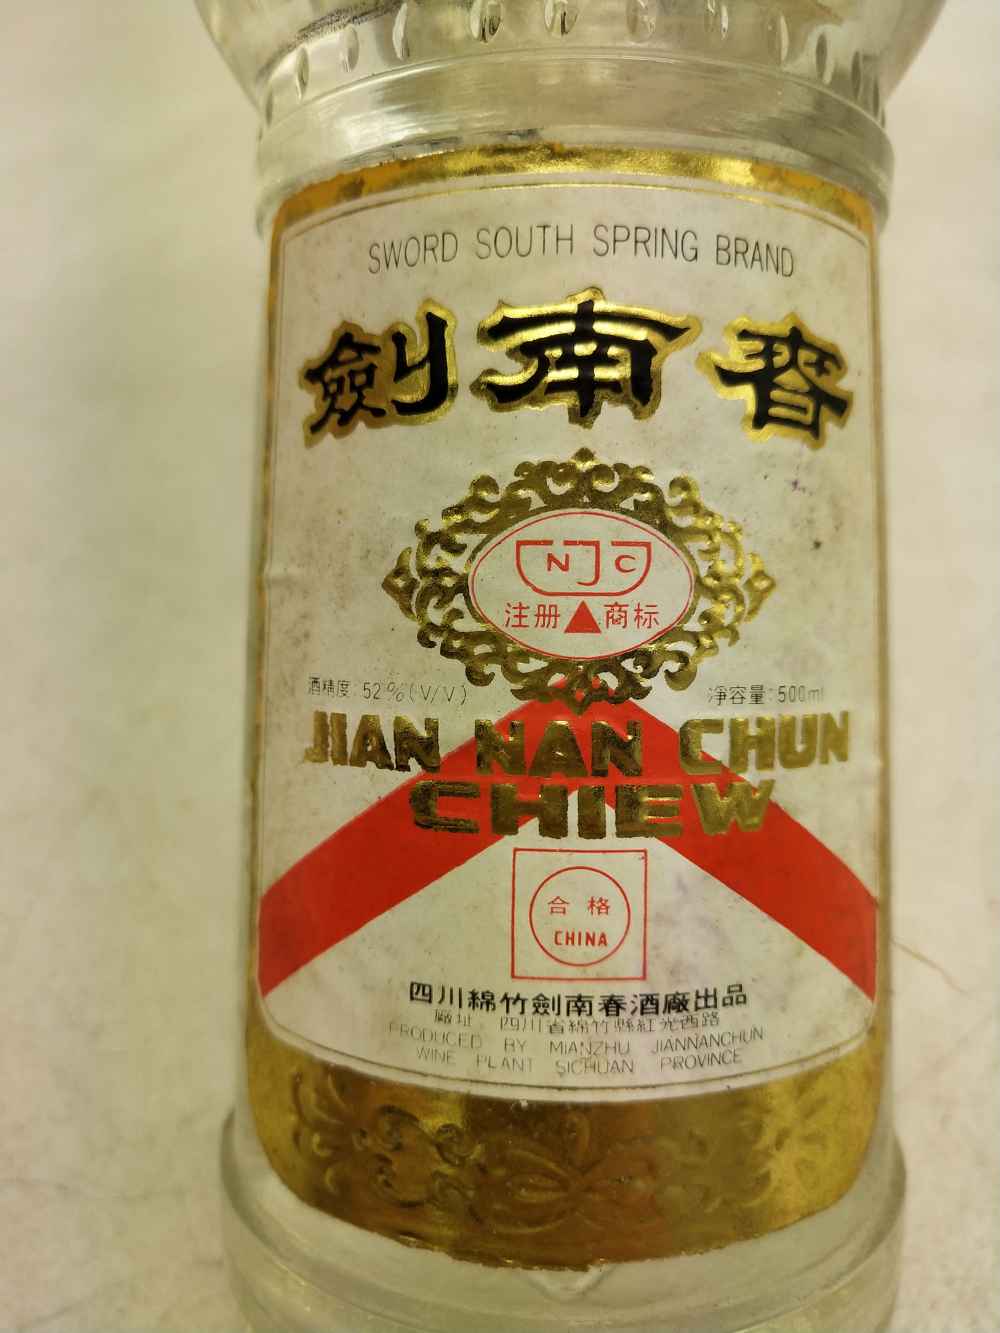 SWORD SOUTH SPRING BRAND
劍南春
JNC
注册 商标
酒精度:52%(V/V) 淨容量:500ml
JIAN NAN CHUN
CHIEW
合格
CHINA
四川綿竹劍南春酒廠出品
廠址 四川省綿竹縣紅光西路
PRODUCED BY MIANZHU JIANNANCHUN
WINE PLANT SICHUAN PROVINCE